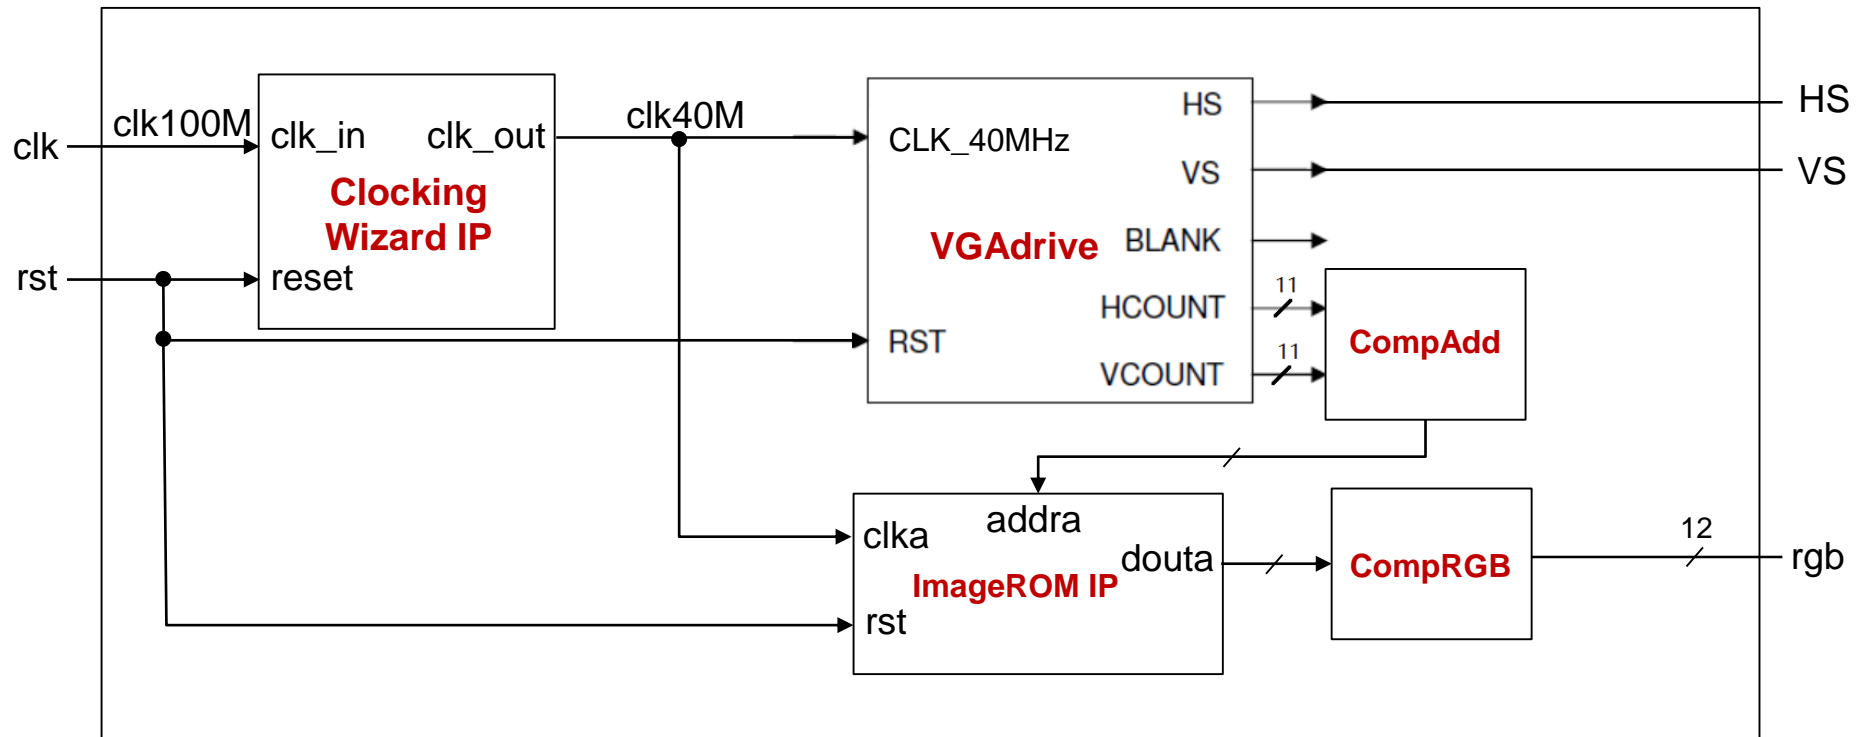 clk
clk100M
clk_in
clk_out
Clocking
Wizard IP
rst
reset
clk40M
CLK_40MHz
RST
VGAdrive
HS
VS
BLANK
HCOUNT
VCOUNT
11
11
HS
VS
CompAdd
clka
addra
douta
ImageROM IP
rst
CompRGB
12
rgb